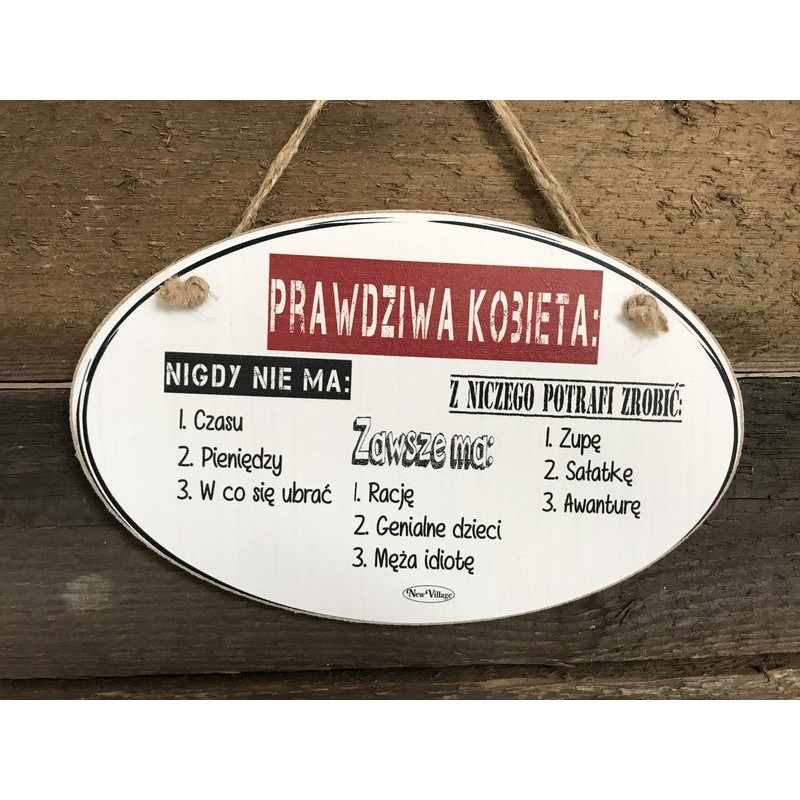 PRAWDZIWA KOBIETA:
NIGDY NIE MA:
1. Czasu
2. Pieniędzy
3. W co się ubrać
Zawsze ma:
1. Rację
2. Genialne dzieci
3. Męża idiotę
Z NICZEGO POTRAFI ZROBIĆ:
1. Zupę
2. Sałatkę
3. Awanturę
New Village